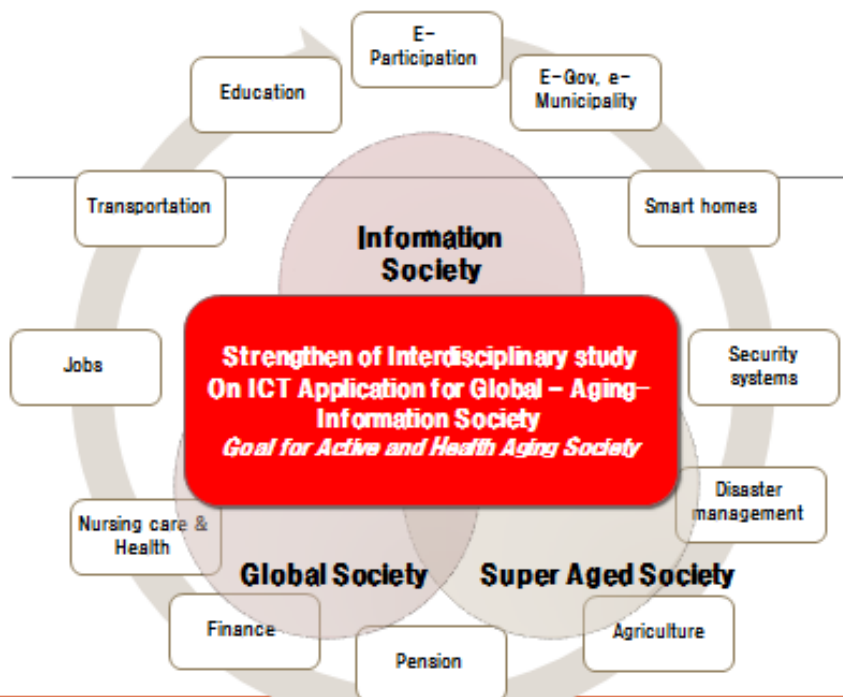 E-
Participation
Education
E-Gov, e-
Municipality
Transportation
Smart homes
Information
Society
Jobs
Strengthen of Interdisciplinary study
On ICT Application for Global – Aging–
Information Society
Goal for Active and Health Aging Society
Security
systems
Nursing care &
Health
Disaster
management
Global Society
Super Aged Society
Finance
Pension
Agriculture